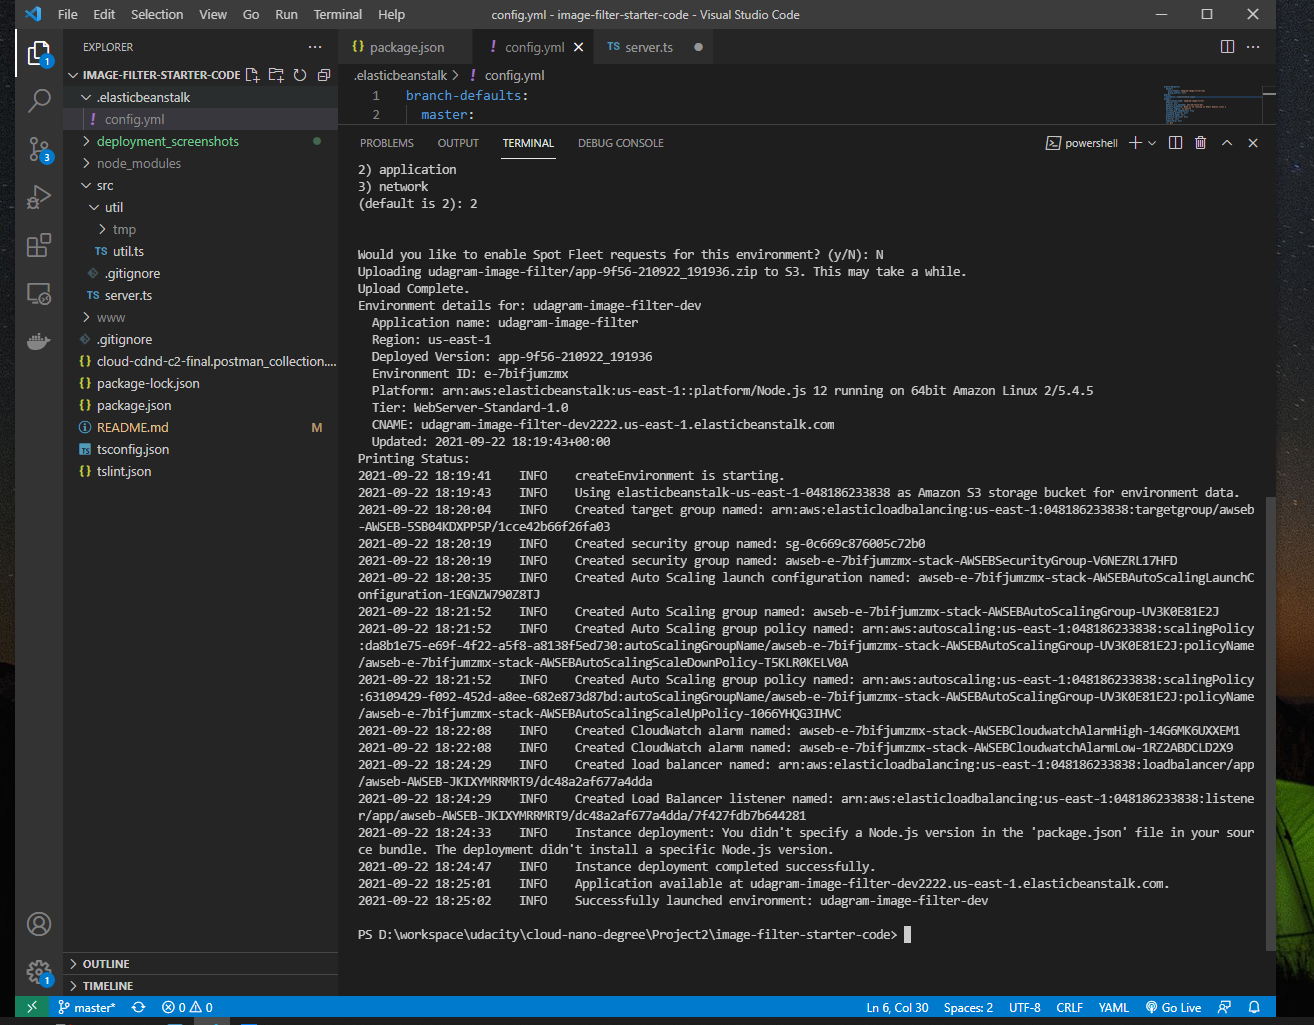 File Edit Selection View Go Run Terminal Help config.yml - image-filter-starter-code - Visual Studio Code
EXPLORER
IMAGE-FILTER-STARTER-CODE
.elasticbeanstalk
! config.yml
deployment_screenshots
node_modules
src
util
tmp
TS util.ts
.gitignore
TS server.ts
www
.gitignore
{} cloud-cdnd-c2-final.postman_collection....
{} package-lock.json
{} package.json
README.md M
tsconfig.json
{} tslint.json
OUTLINE
TIMELINE
1
3
1
{} package.json ! config.yml TS server.ts
.elasticbeanstalk > ! config.yml
1 branch-defaults:
2 master:
PROBLEMS OUTPUT TERMINAL DEBUG CONSOLE powershell
2) application
3) network
(default is 2): 2
Would you like to enable Spot Fleet requests for this environment? (y/N): N
Uploading udagram-image-filter/app-9f56-210922_191936.zip to S3. This may take a while.
Upload Complete.
Environment details for: udagram-image-filter-dev
Application name: udagram-image-filter
Region: us-east-1
Deployed Version: app-9f56-210922_191936
Environment ID: e-7bifjumzmx
Platform: arn:aws:elasticbeanstalk:us-east-1::platform/Node.js 12 running on 64bit Amazon Linux 2/5.4.5
Tier: WebServer-Standard-1.0
CNAME: udagram-image-filter-dev2222.us-east-1.elasticbeanstalk.com
Updated: 2021-09-22 18:19:43+00:00
Printing Status:
2021-09-22 18:19:41 INFO createEnvironment is starting.
2021-09-22 18:19:43 INFO Using elasticbeanstalk-us-east-1-048186233838 as Amazon S3 storage bucket for environment data.
2021-09-22 18:20:04 INFO Created target group named: arn:aws:elasticloadbalancing:us-east-1:048186233838:targetgroup/awseb
-AWSEB-5SB04KDXPP5P/1cce42b66f26fa03
2021-09-22 18:20:19 INFO Created security group named: sg-0c669c876005c72b0
2021-09-22 18:20:19 INFO Created security group named: awseb-e-7bifjumzmx-stack-AWSEBSecurityGroup-V6NEZRL17HFD
2021-09-22 18:20:35 INFO Created Auto Scaling launch configuration named: awseb-e-7bifjumzmx-stack-AWSEBAutoScalingLaunchC
onfiguration-1EGNZW790Z8TJ
2021-09-22 18:21:52 INFO Created Auto Scaling group named: awseb-e-7bifjumzmx-stack-AWSEBAutoScalingGroup-UV3K0E81E2J
2021-09-22 18:21:52 INFO Created Auto Scaling group policy named: arn:aws:autoscaling:us-east-1:048186233838:scalingPolicy
:da8b1e75-e69f-4f22-a5f8-a8138f5ed730:autoScalingGroupName/awseb-e-7bifjumzmx-stack-AWSEBAutoScalingGroup-UV3K0E81E2J:policyName
/awseb-e-7bifjumzmx-stack-AWSEBAutoScalingScaleDownPolicy-T5KLR0KELV0A
2021-09-22 18:21:52 INFO Created Auto Scaling group policy named: arn:aws:autoscaling:us-east-1:048186233838:scalingPolicy
:63109429-f092-452d-a8ee-682e873d87bd:autoScalingGroupName/awseb-e-7bifjumzmx-stack-AWSEBAutoScalingGroup-UV3K0E81E2J:policyName
/awseb-e-7bifjumzmx-stack-AWSEBAutoScalingScaleUpPolicy-1066YHQG3IHVC
2021-09-22 18:22:08 INFO Created CloudWatch alarm named: awseb-e-7bifjumzmx-stack-AWSEBCloudwatchAlarmHigh-14G6MK6UXXEM1
2021-09-22 18:22:08 INFO Created CloudWatch alarm named: awseb-e-7bifjumzmx-stack-AWSEBCloudwatchAlarmLow-1RZ2ABDCLD2X9
2021-09-22 18:24:29 INFO Created load balancer named: arn:aws:elasticloadbalancing:us-east-1:048186233838:loadbalancer/app
/awseb-AWSEB-JKIXYMRRMRT9/dc48a2af677a4dda
2021-09-22 18:24:29 INFO Created Load Balancer listener named: arn:aws:elasticloadbalancing:us-east-1:048186233838:listene
r/app/awseb-AWSEB-JKIXYMRRMRT9/dc48a2af677a4dda/7f427fdb7b644281
2021-09-22 18:24:33 INFO Instance deployment: You didn't specify a Node.js version in the 'package.json' file in your sour
ce bundle. The deployment didn't install a specific Node.js version.
2021-09-22 18:24:47 INFO Instance deployment completed successfully.
2021-09-22 18:25:01 INFO Application available at udagram-image-filter-dev2222.us-east-1.elasticbeanstalk.com.
2021-09-22 18:25:02 INFO Successfully launched environment: udagram-image-filter-dev
PS D:\workspace\udacity\cloud-nano-degree\Project2\image-filter-starter-code>
master* 0 0 Ln 6, Col 30 Spaces: 2 UTF-8 CRLF YAML Go Live